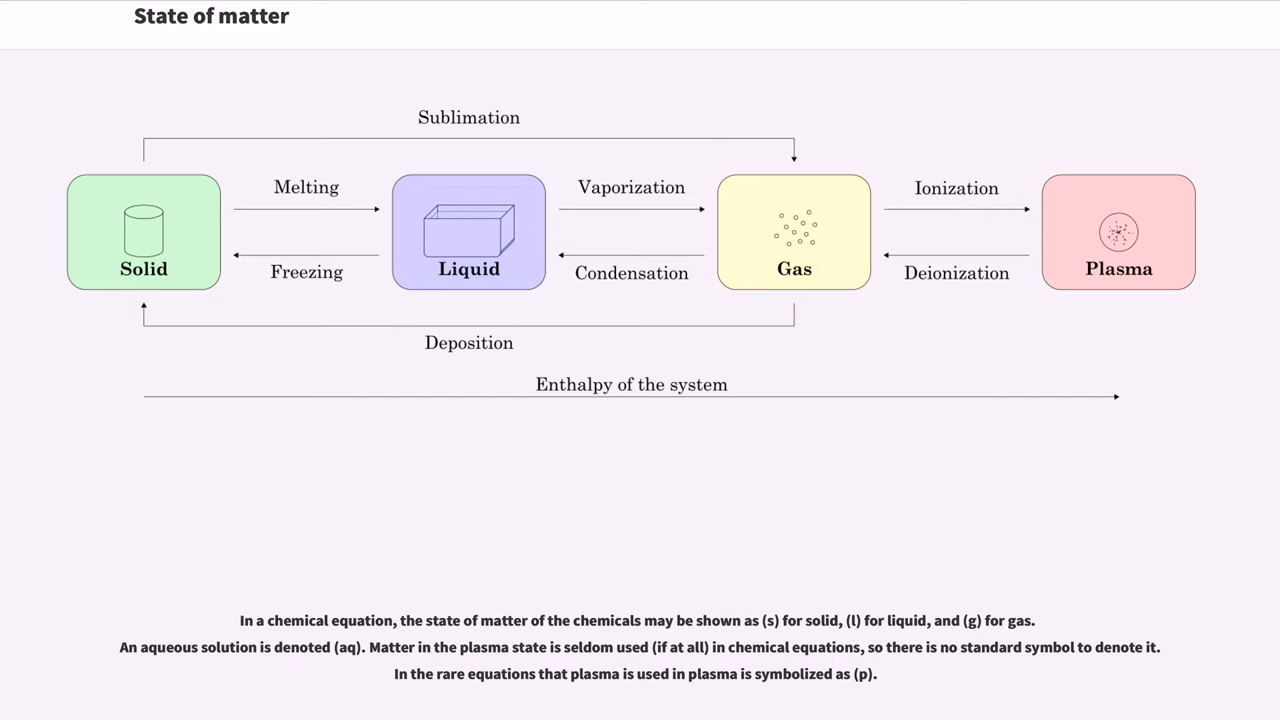 State of matter
Sublimation
Melting
Vaporization
Ionization
Solid
Liquid
Gas
Plasma
Freezing
Condensation
Deionization
Deposition
Enthalpy of the system
In a chemical equation, the state of matter of the chemicals may be shown as (s) for solid, (l) for liquid, and (g) for gas.
An aqueous solution is denoted (aq). Matter in the plasma state is seldom used (if at all) in chemical equations, so there is no standard symbol to denote it.
In the rare equations that plasma is used in plasma is symbolized as (p).